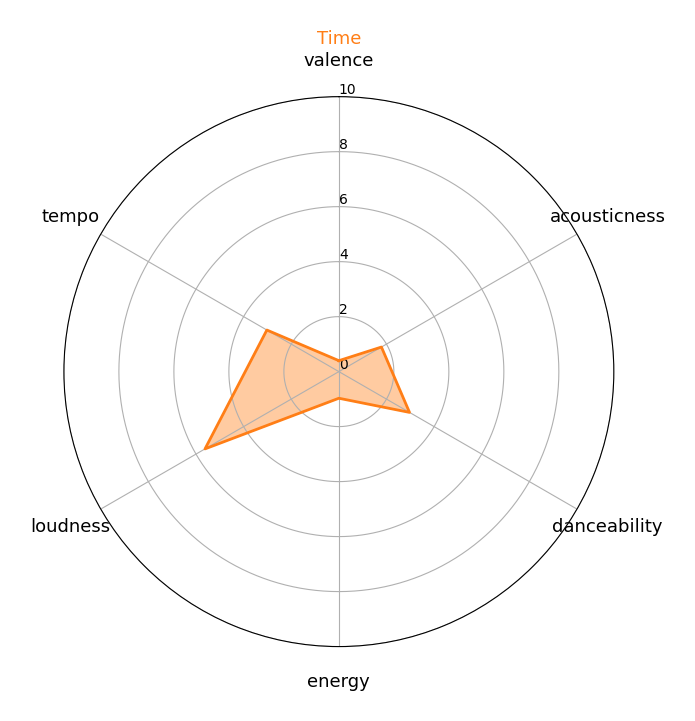 Time
valence
10
8
tempo
acousticness
6
4
2
0
loudness
danceability
energy